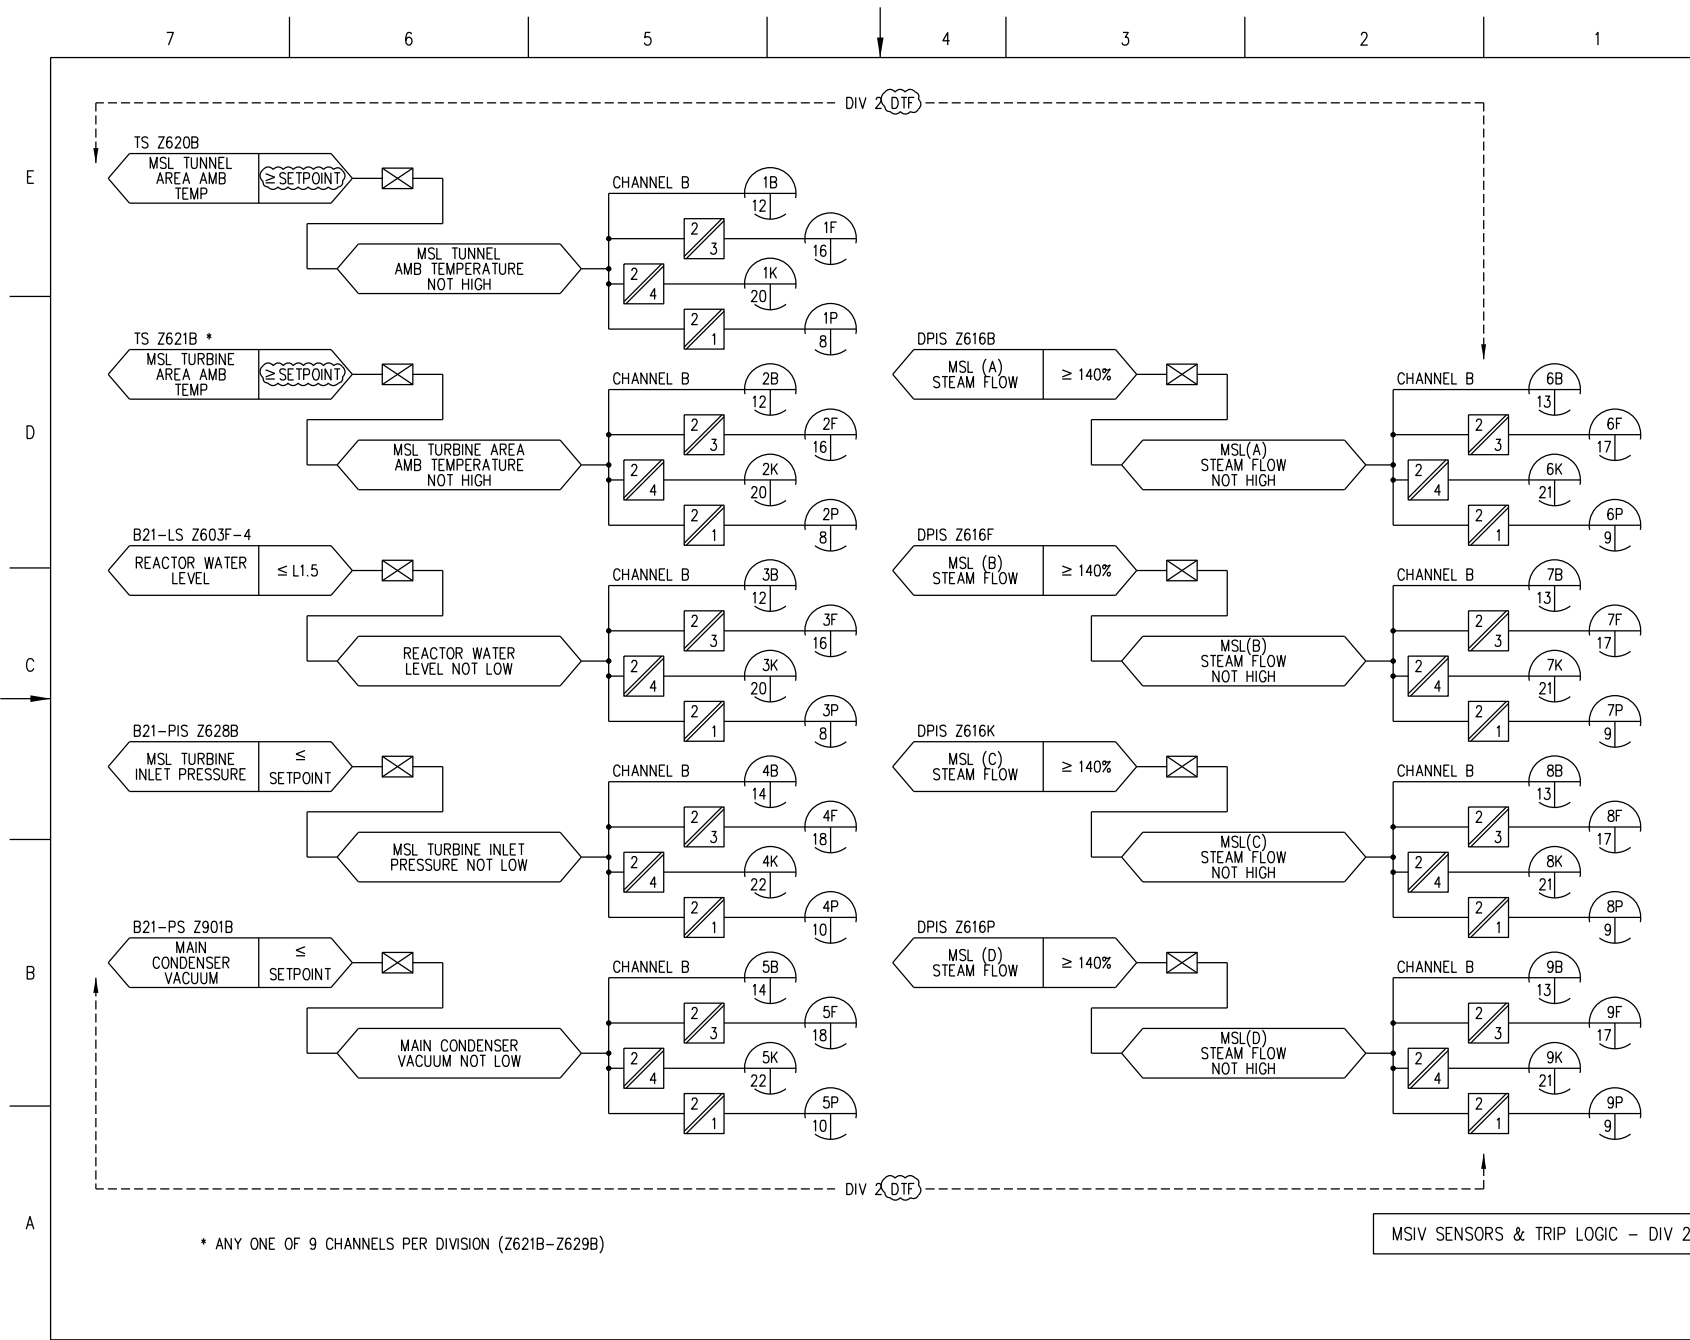 7 6 5 4 3 2 1
DIV 2 DTF
E
TS Z620B
MSL TUNNEL
AREA AMB
TEMP
≥ SETPOINT
MSL TUNNEL
AMB TEMPERATURE
NOT HIGH
CHANNEL B
1B
12
2/3
1F
16
2/4
1K
20
2/1
1P
8
D
TS Z621B *
MSL TURBINE
AREA AMB
TEMP
≥ SETPOINT
MSL TURBINE AREA
AMB TEMPERATURE
NOT HIGH
CHANNEL B
2B
12
2/3
2F
16
2/4
2K
20
2/1
2P
8
C
B21-LS Z603F-4
REACTOR WATER
LEVEL
≤ L1.5
REACTOR WATER
LEVEL NOT LOW
CHANNEL B
3B
12
2/3
3F
16
2/4
3K
20
2/1
3P
8
B21-PIS Z628B
MSL TURBINE
INLET PRESSURE
≤
SETPOINT
MSL TURBINE INLET
PRESSURE NOT LOW
CHANNEL B
4B
14
2/3
4F
18
2/4
4K
22
2/1
4P
10
B
B21-PS Z901B
MAIN
CONDENSER
VACUUM
≤
SETPOINT
MAIN CONDENSER
VACUUM NOT LOW
CHANNEL B
5B
14
2/3
5F
18
2/4
5K
22
2/1
5P
10
DPIS Z616B
MSL (A)
STEAM FLOW
≥ 140%
MSL(A)
STEAM FLOW
NOT HIGH
CHANNEL B
6B
13
2/3
6F
17
2/4
6K
21
2/1
6P
9
DPIS Z616F
MSL (B)
STEAM FLOW
≥ 140%
MSL(B)
STEAM FLOW
NOT HIGH
CHANNEL B
7B
13
2/3
7F
17
2/4
7K
21
2/1
7P
9
DPIS Z616K
MSL (C)
STEAM FLOW
≥ 140%
MSL(C)
STEAM FLOW
NOT HIGH
CHANNEL B
8B
13
2/3
8F
17
2/4
8K
21
2/1
8P
9
DPIS Z616P
MSL (D)
STEAM FLOW
≥ 140%
MSL(D)
STEAM FLOW
NOT HIGH
CHANNEL B
9B
13
2/3
9F
17
2/4
9K
21
2/1
9P
9
DIV 2 DTF
A
* ANY ONE OF 9 CHANNELS PER DIVISION (Z621B-Z629B)
MSIV SENSORS & TRIP LOGIC - DIV 2